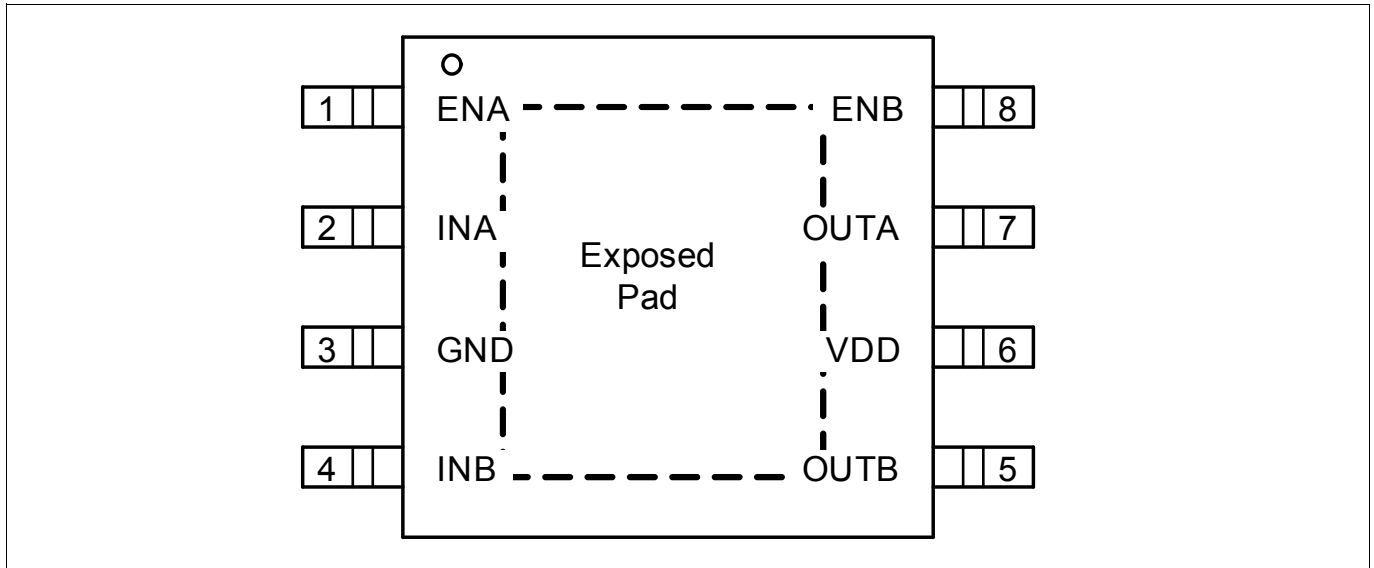 1 ENA ENB 8
2 INA OUTA 7
Exposed
Pad
3 GND VDD 6
4 INB OUTB 5